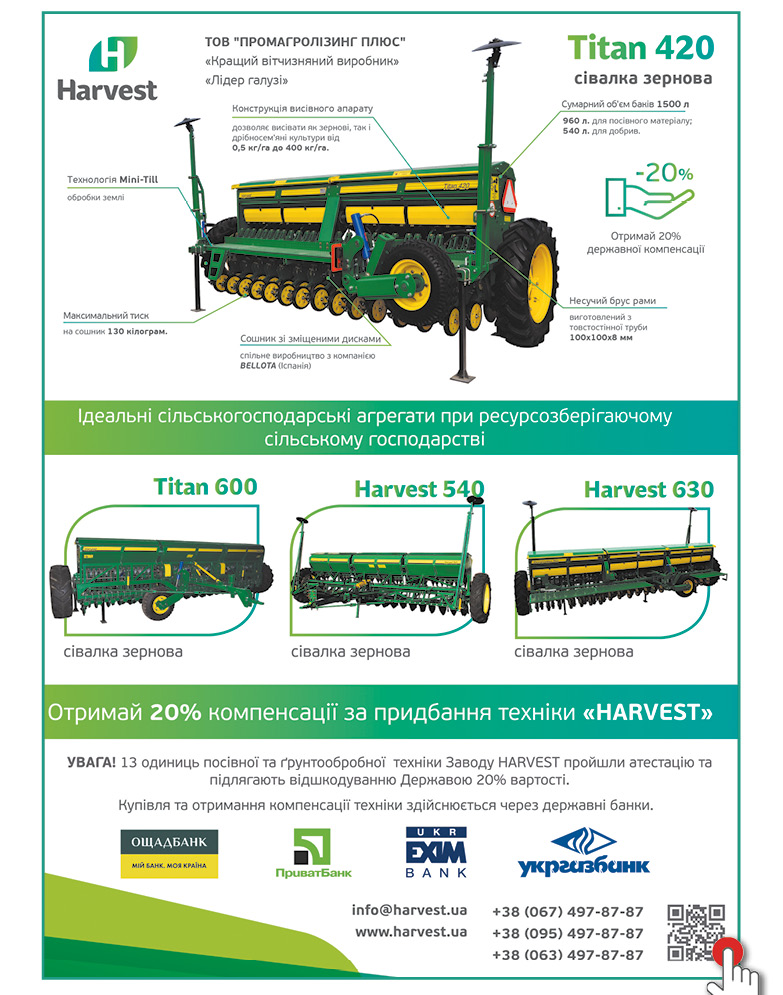 Harvest
ТОВ "ПРОМАГРОЛІЗИНГ ПЛЮС"
«Кращий вітчизняний виробник»
«Лідер галузі»
Titan 420
сівалка зернова
Конструкція висівного апарату
дозволяє висівати як зернові, так і
дрібносем'яні культури від
0,5 кг/га до 400 кг/га.
Сумарний об'єм баків 1500 л
960 л. для посівного матеріалу;
540 л. для добрив.
Технологія Mini-Till
обробки землі
-20%
Отримай 20%
державної компенсації
Titan 420
Максимальний тиск
на сошник 130 кілограм.
Сошник зі зміщеними дисками
спільне виробництво з компанією
BELLOTA (Іспанія)
Несучий брус рами
виготовлений з
товстостінної труби
100х100х8 мм
Ідеальні сільськогосподарські агрегати при ресурсозберігаючому
сільському господарстві
Titan 600
Harvest 540
Harvest 630
сівалка зернова
сівалка зернова
сівалка зернова
Отримай 20% компенсації за придбання техніки «HARVEST»
УВАГА! 13 одиниць посівної та ґрунтообробної техніки Заводу HARVEST пройшли атестацію та
підлягають відшкодуванню Державою 20% вартості.
Купівля та отримання компенсації техніки здійснюється через державні банки.
ОЩАДБАНК
МІЙ БАНК. МОЯ КРАЇНА
ПриватБанк
UKR
EXIM
BANK
укргазбанк
info@harvest.ua
www.harvest.ua
+38 (067) 497-87-87
+38 (095) 497-87-87
+38 (063) 497-87-87